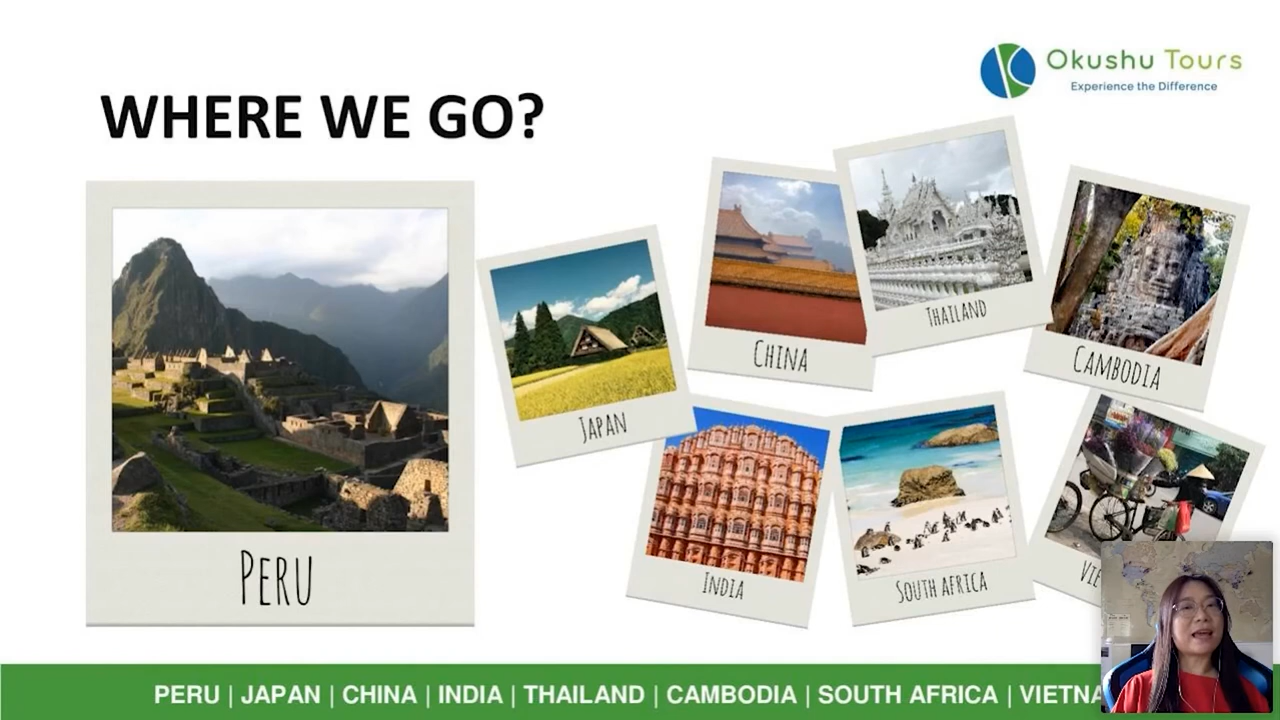 Okushu Tours
Experience the Difference
WHERE WE GO?
PERU
JAPAN
CHINA
THAILAND
CAMBODIA
INDIA
SOUTH AFRICA
PERU | JAPAN | CHINA | INDIA | THAILAND | CAMBODIA | SOUTH AFRICA |